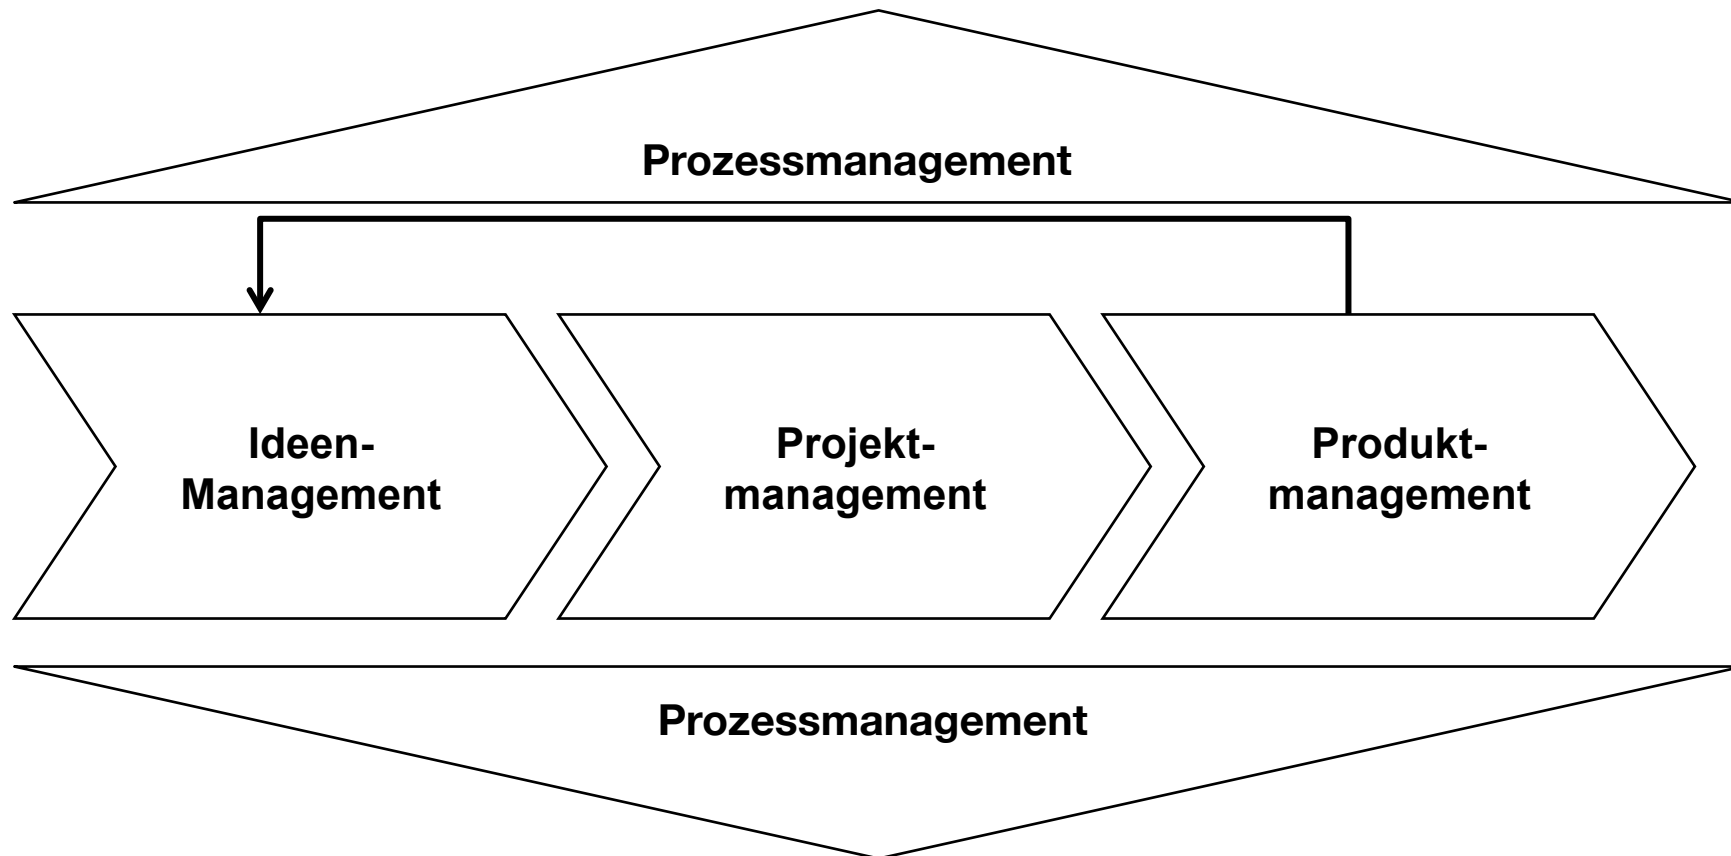 Prozessmanagement
Ideen-
Management
Projekt-
management
Produkt-
management
Prozessmanagement